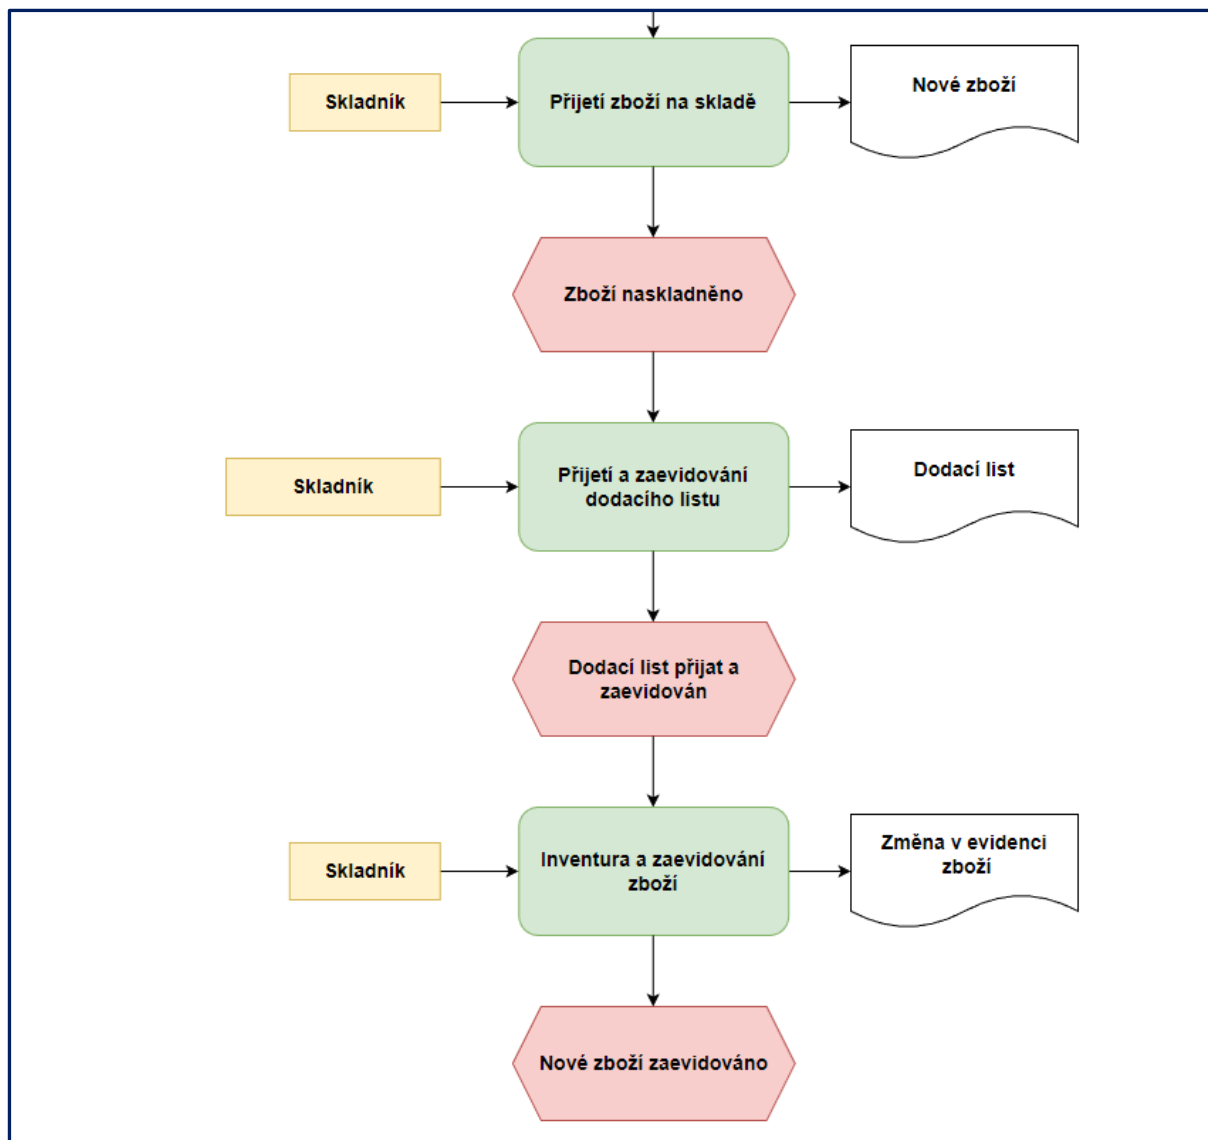 Skladník
Přijetí zboží na skladě
Nové zboží
Zboží naskladněno
Skladník
Přijetí a zaevidování
dodacího listu
Dodací list
Dodací list přijat a
zaevidován
Skladník
Inventura a zaevidování
zboží
Změna v evidenci
zboží
Nové zboží zaevidováno